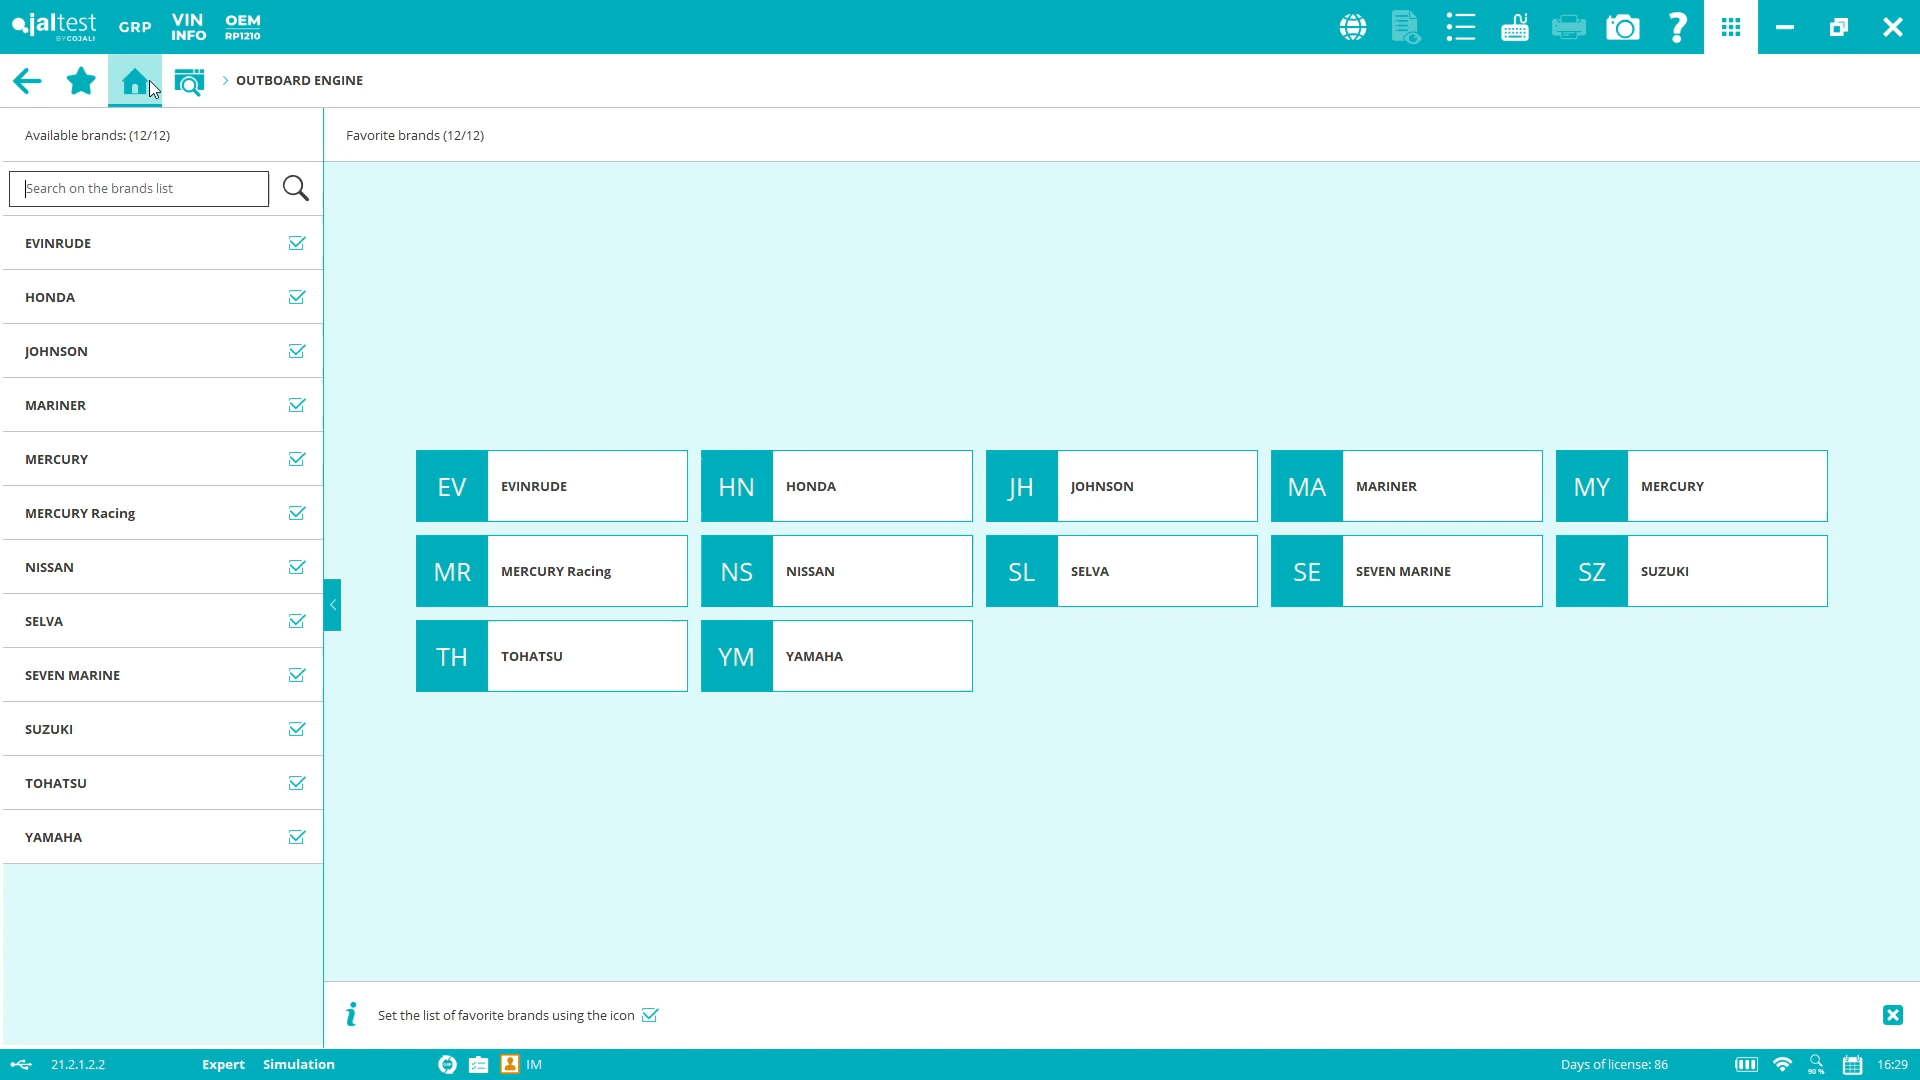 jaltest
BY COJALI
GRP
VIN
INFO
OEM
RP1210
> OUTBOARD ENGINE
Available brands: (12/12)
Favorite brands (12/12)
Search on the brands list
EVINRUDE
HONDA
JOHNSON
MARINER
MERCURY
MERCURY Racing
NISSAN
SELVA
SEVEN MARINE
SUZUKI
TOHATSU
YAMAHA
EV EVINRUDE
HN HONDA
JH JOHNSON
MA MARINER
MY MERCURY
MR MERCURY Racing
NS NISSAN
SL SELVA
SE SEVEN MARINE
SZ SUZUKI
TH TOHATSU
YM YAMAHA
Set the list of favorite brands using the icon
21.2.1.2.2
Expert
Simulation
IM
Days of license: 86
90 %
16:29